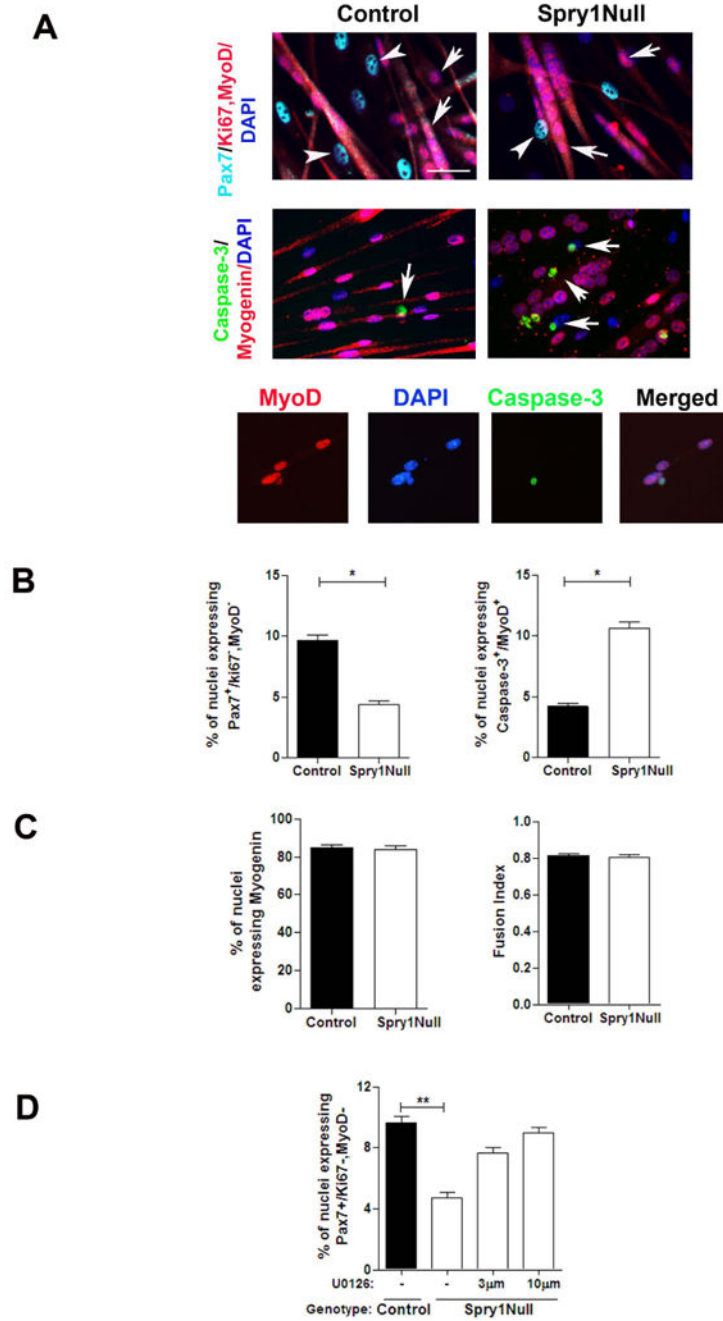 A
Control Spry1Null
Pax7/Ki67,MyoD/
DAPI
Caspase-3/
Myogenin/DAPI
MyoD DAPI Caspase-3 Merged
B
% of nuclei expressing
Pax7+/ki67-,MyoD-
15
10
5
0
*
Control Spry1Null
% of nuclei expressing
Caspase-3+/MyoD+
15
10
5
0
*
Control Spry1Null
C
% of nuclei
expressing Myogenin
100
80
60
40
20
0
Control Spry1Null
Fusion Index
1.0
0.8
0.6
0.4
0.2
0.0
Control Spry1Null
D
% of nuclei expressing
Pax7+/Ki67-,MyoD-
12
8
4
0
**
U0126: - - 3µm 10µm
Genotype: Control Spry1Null